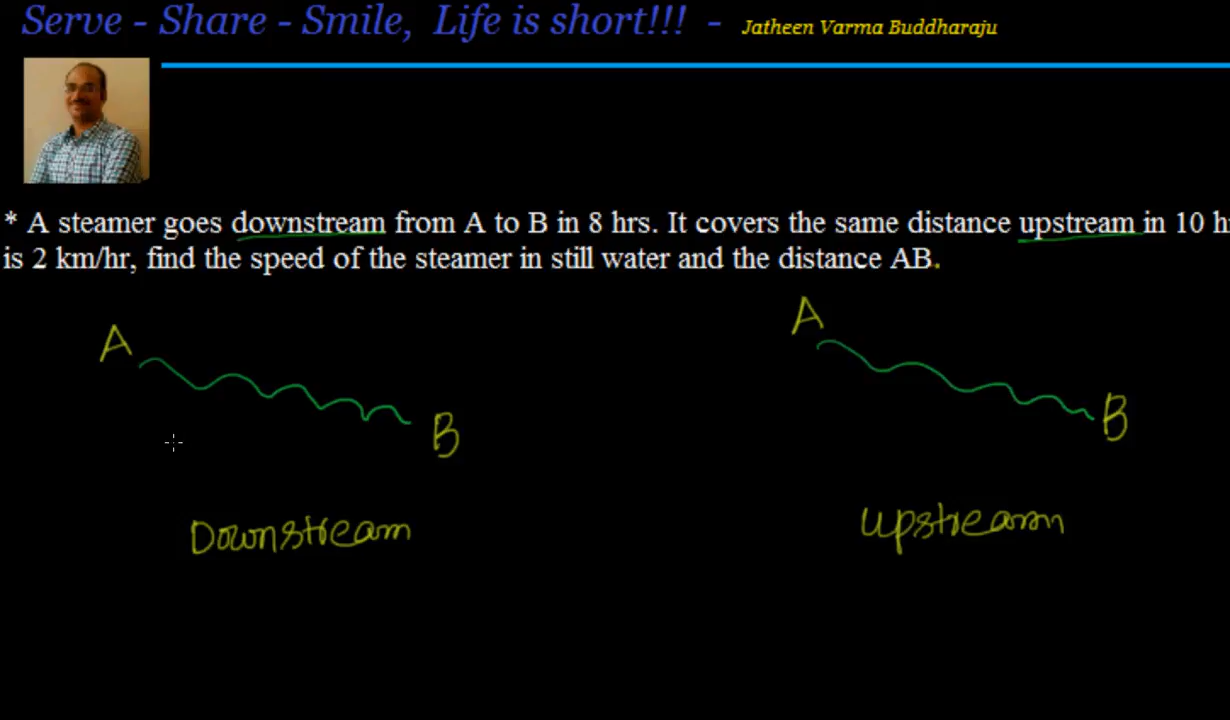 Serve - Share - Smile, Life is short!!! - Jatheen Varma Buddharaju
* A steamer goes downstream from A to B in 8 hrs. It covers the same distance upstream in 10 h
is 2 km/hr, find the speed of the steamer in still water and the distance AB.
A A
B B
Downstream Upstream